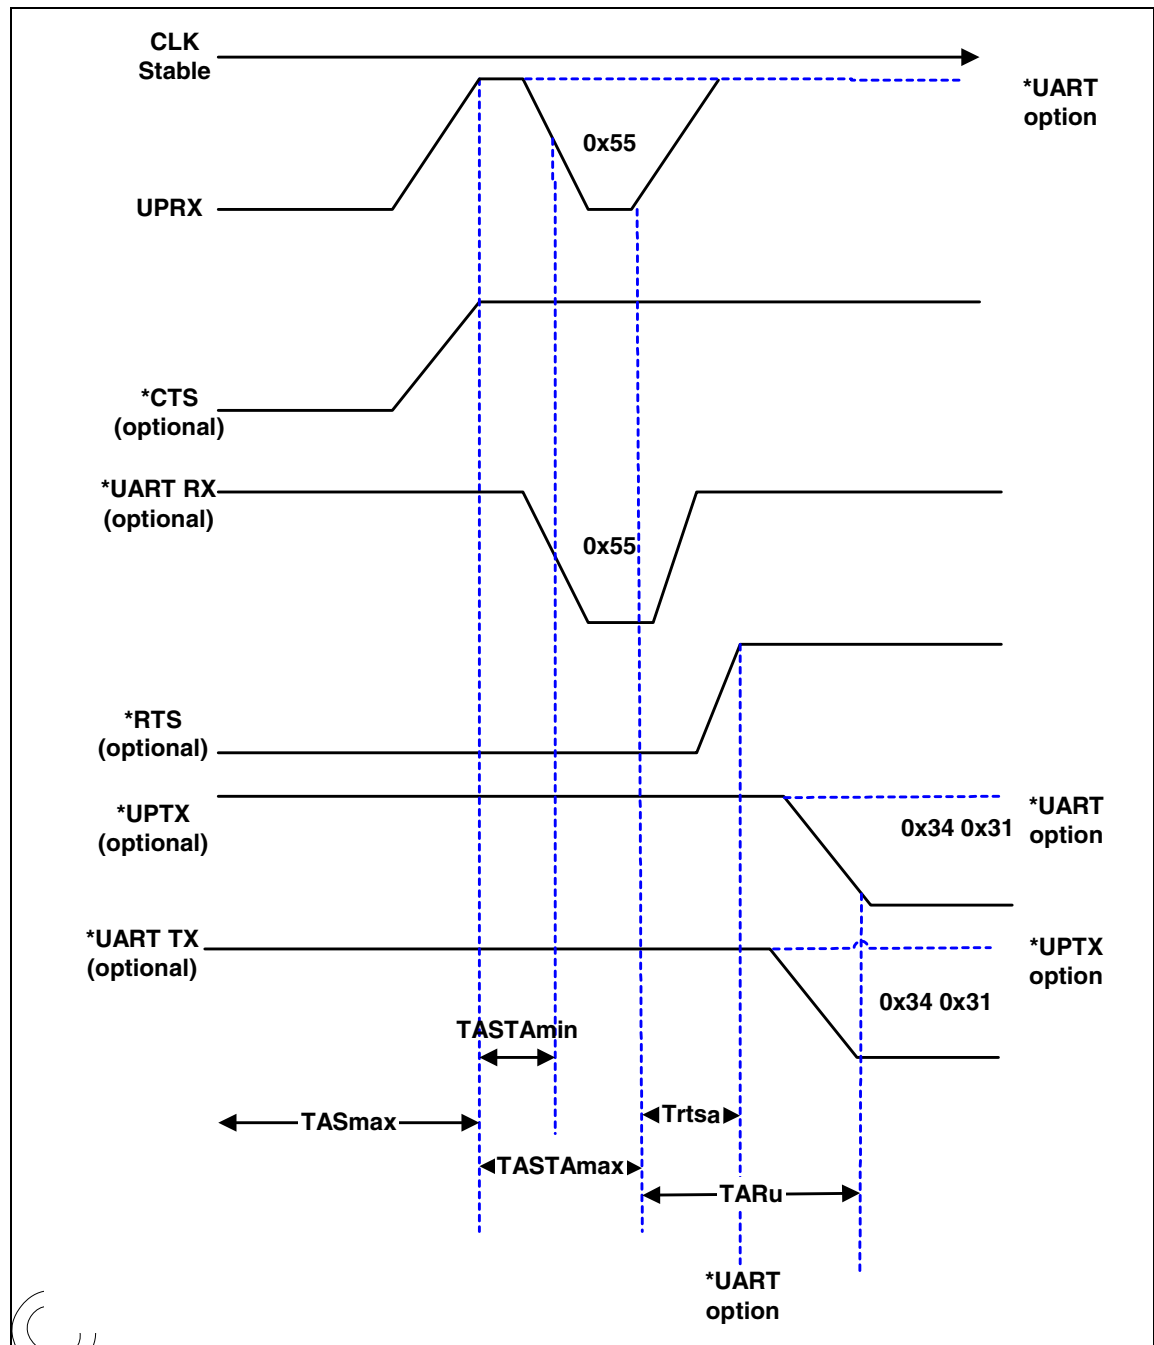 CLK
Stable
*UART
option
0x55
UPRX
*CTS
(optional)
*UART RX
(optional)
0x55
*RTS
(optional)
*UPTX
(optional)
*UART
option
0x34 0x31
*UART TX
(optional)
*UPTX
option
0x34 0x31
TASTAmin
TASmax
Trtsa
TASTAmax
TARu
*UART
option